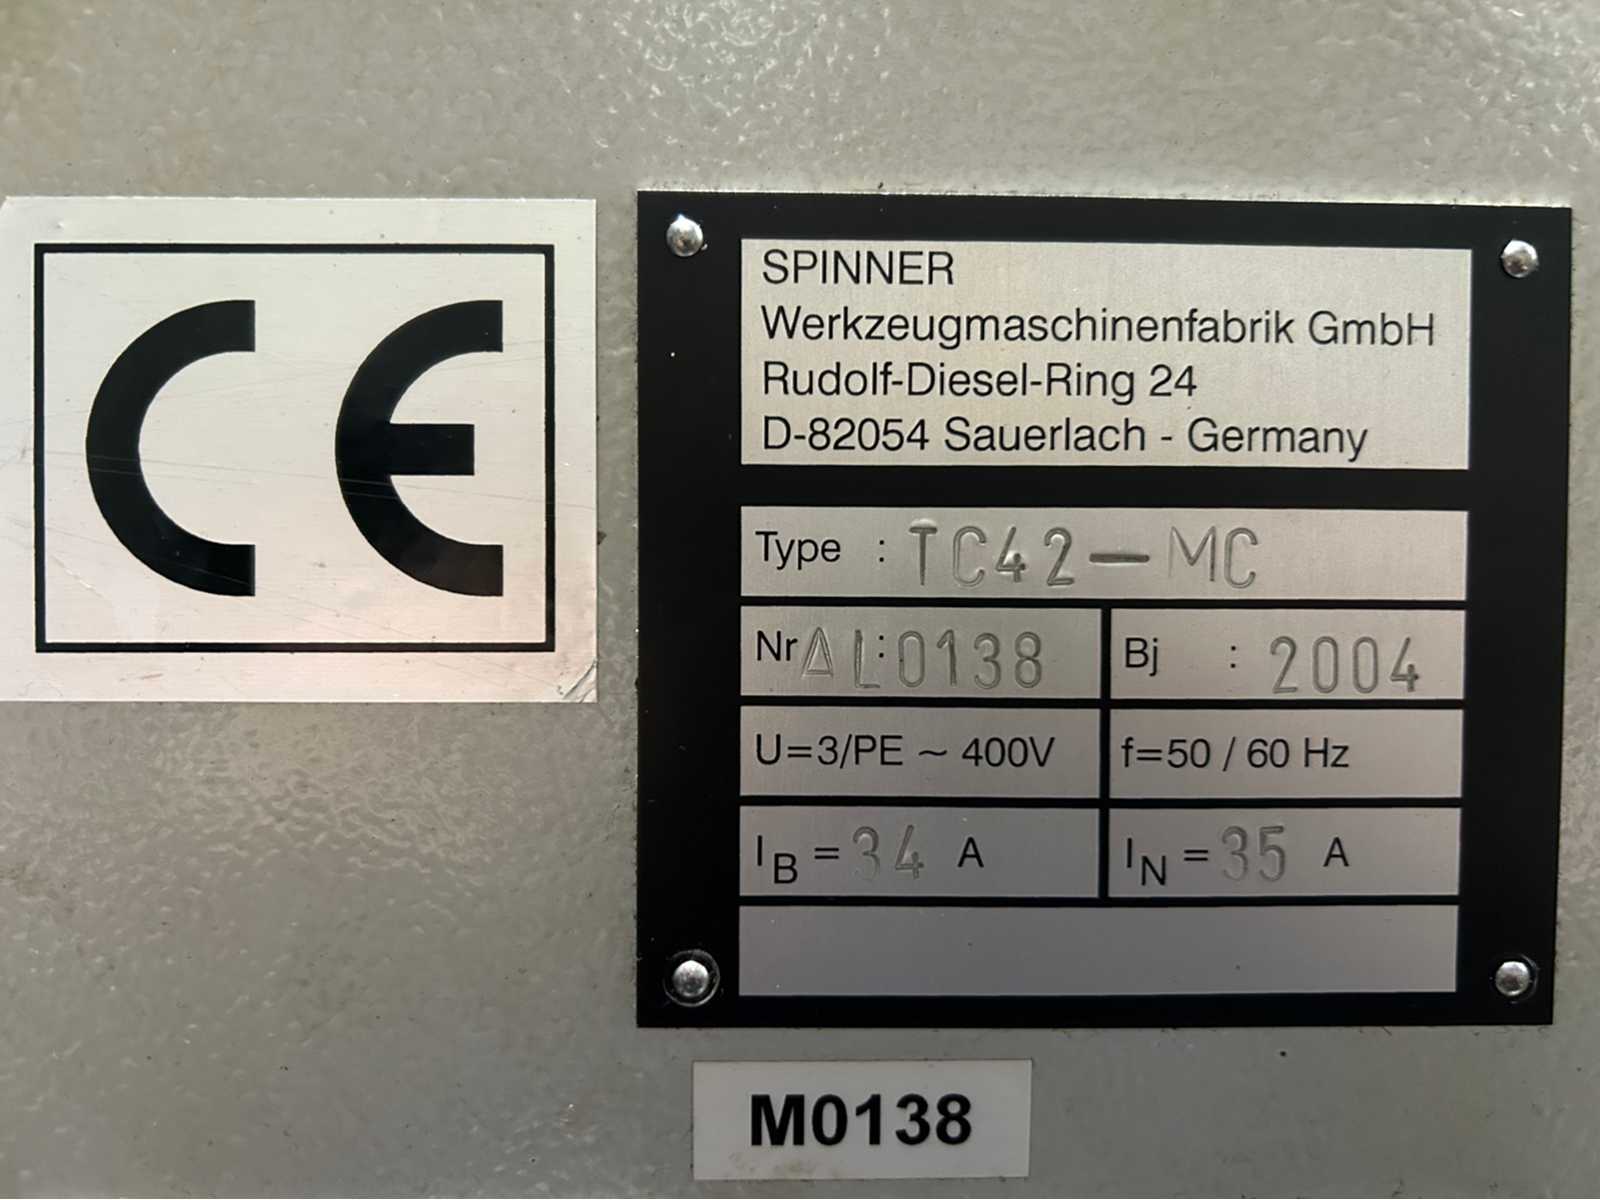 CE
SPINNER
Werkzeugmaschinenfabrik GmbH
Rudolf-Diesel-Ring 24
D-82054 Sauerlach - Germany
Type : TC42-MC
Nr AL:0138
Bj : 2004
U=3/PE ~ 400V
f=50 / 60 Hz
IB = 34 A
IN = 35 A
M0138